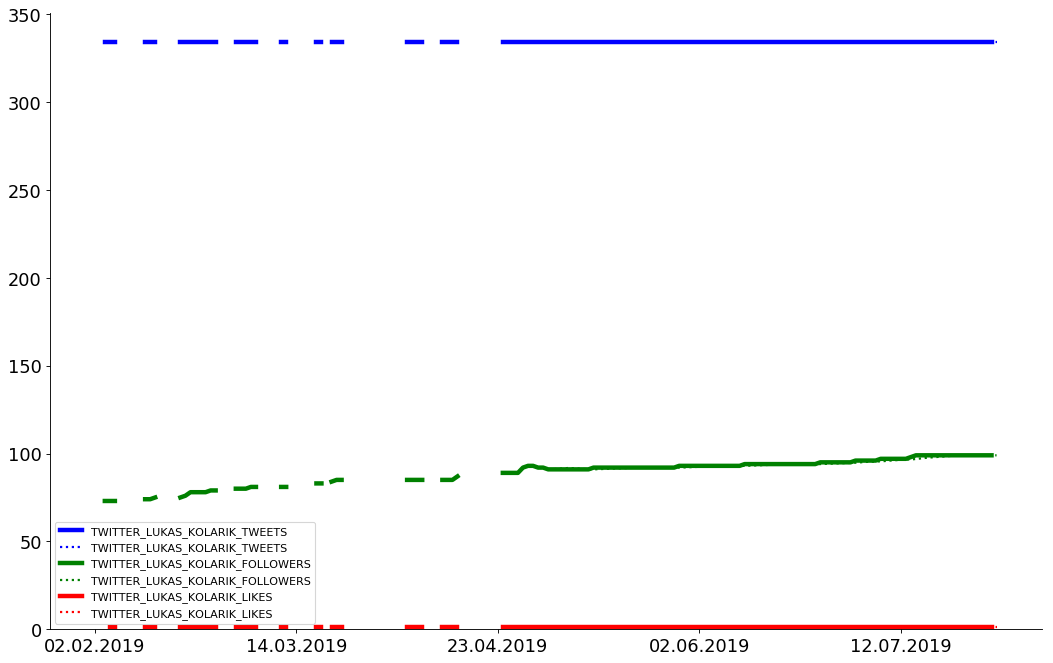 350
300
250
200
150
100
50
0
TWITTER_LUKAS_KOLARIK_TWEETS
TWITTER_LUKAS_KOLARIK_TWEETS
TWITTER_LUKAS_KOLARIK_FOLLOWERS
TWITTER_LUKAS_KOLARIK_FOLLOWERS
TWITTER_LUKAS_KOLARIK_LIKES
TWITTER_LUKAS_KOLARIK_LIKES
02.02.2019 14.03.2019 23.04.2019 02.06.2019 12.07.2019